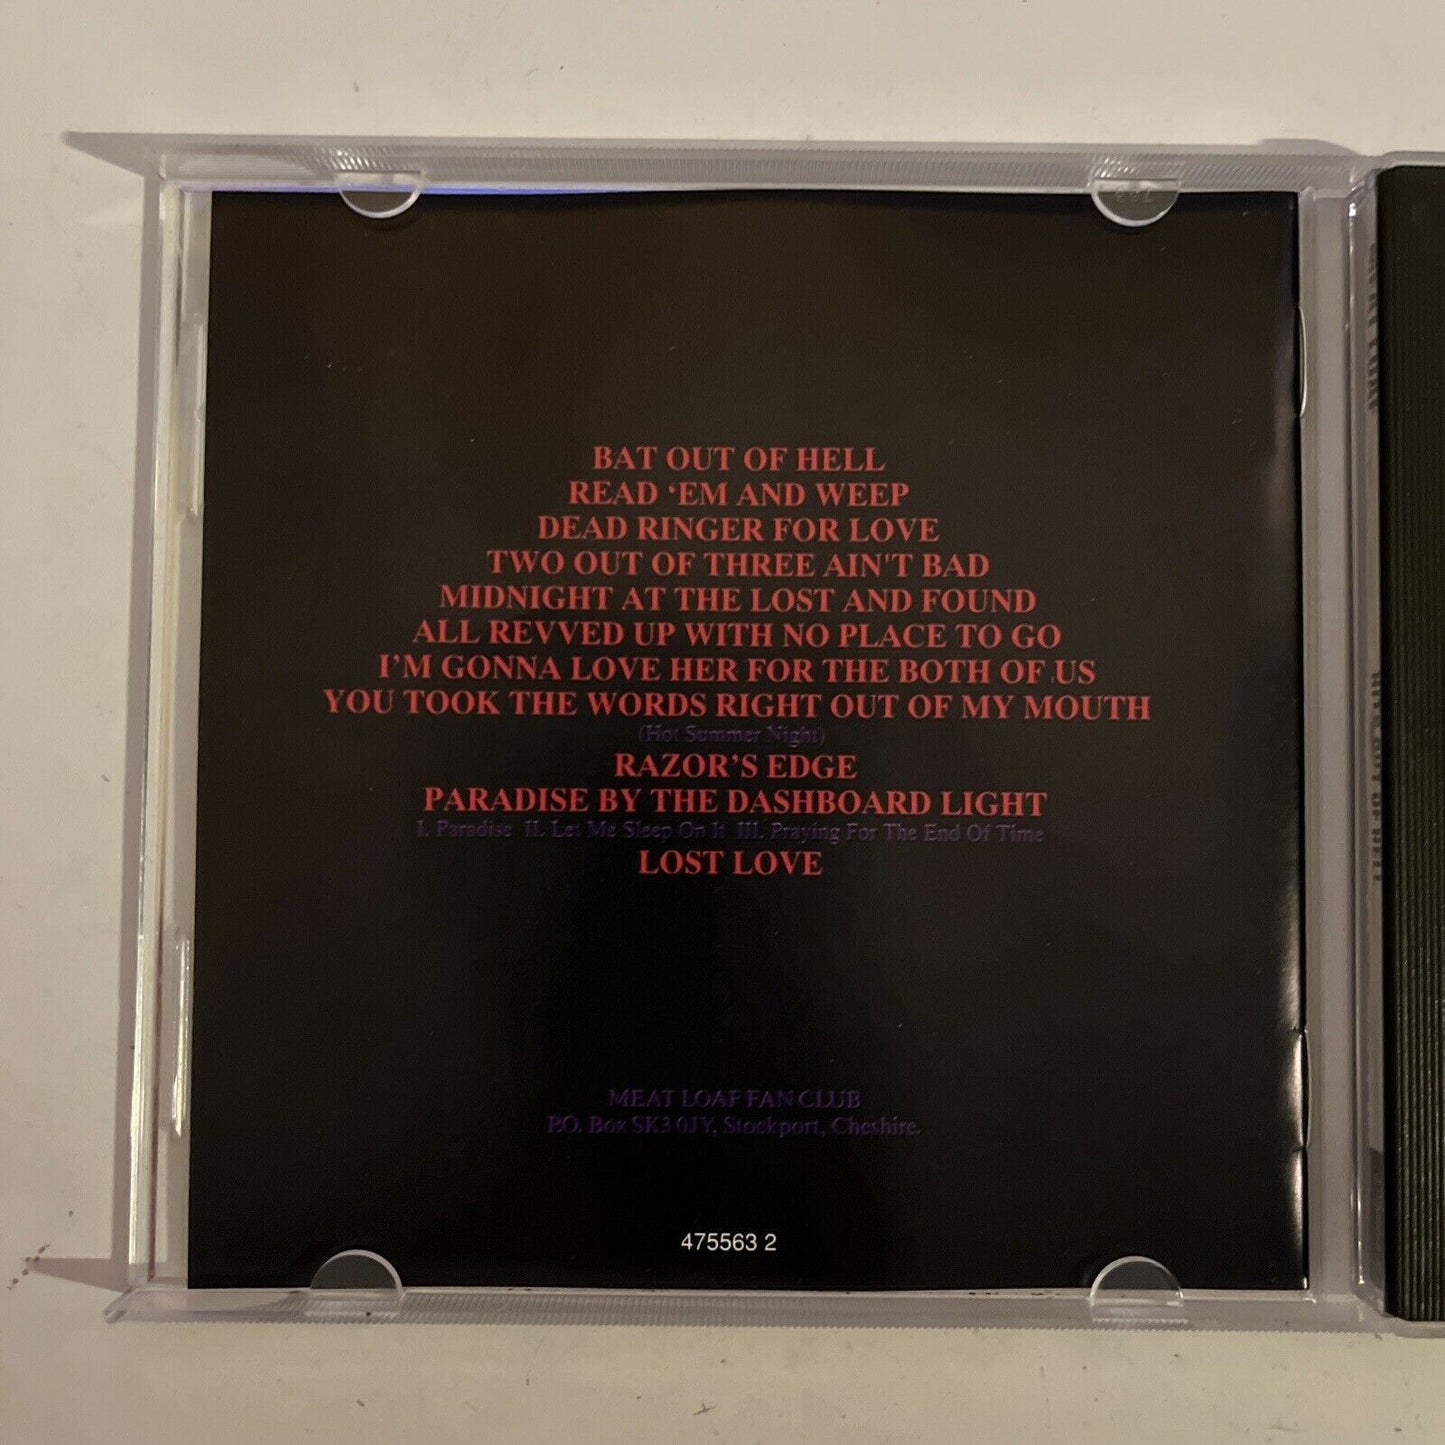 BAT OUT OF HELL
READ ‘EM AND WEEP
DEAD RINGER FOR LOVE
TWO OUT OF THREE AIN'T BAD
MIDNIGHT AT THE LOST AND FOUND
ALL REVVED UP WITH NO PLACE TO GO
I’M GONNA LOVE HER FOR THE BOTH OF US
YOU TOOK THE WORDS RIGHT OUT OF MY MOUTH
(Hot Summer Night)
RAZOR’S EDGE
PARADISE BY THE DASHBOARD LIGHT
I. Paradise II. Let Me Sleep On It III. Praying For The End Of Time
LOST LOVE
MEAT LOAF FAN CLUB
P.O. Box SK3 0JY, Stockport, Cheshire.
475563 2